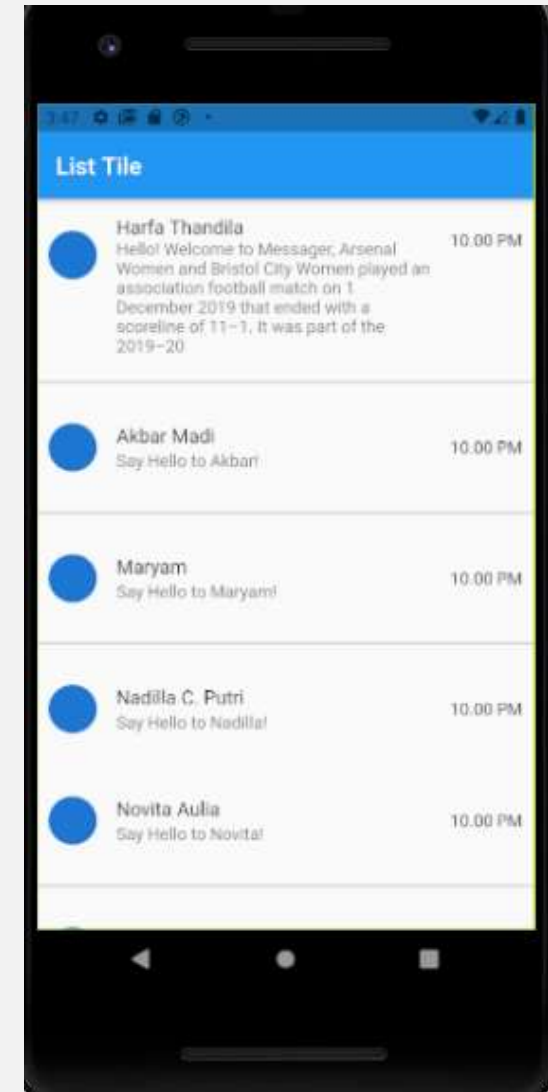 3:47
List Tile
Harfa Thandila
Hello! Welcome to Messager, Arsenal
Women and Bristol City Women played an
association football match on 1
December 2019 that ended with a
scoreline of 11–1. It was part of the
2019–20
10.00 PM
Akbar Madi
Say Hello to Akbar!
10.00 PM
Maryam
Say Hello to Maryam!
10.00 PM
Nadilla C. Putri
Say Hello to Nadilla!
10.00 PM
Novita Aulia
Say Hello to Novita!
10.00 PM